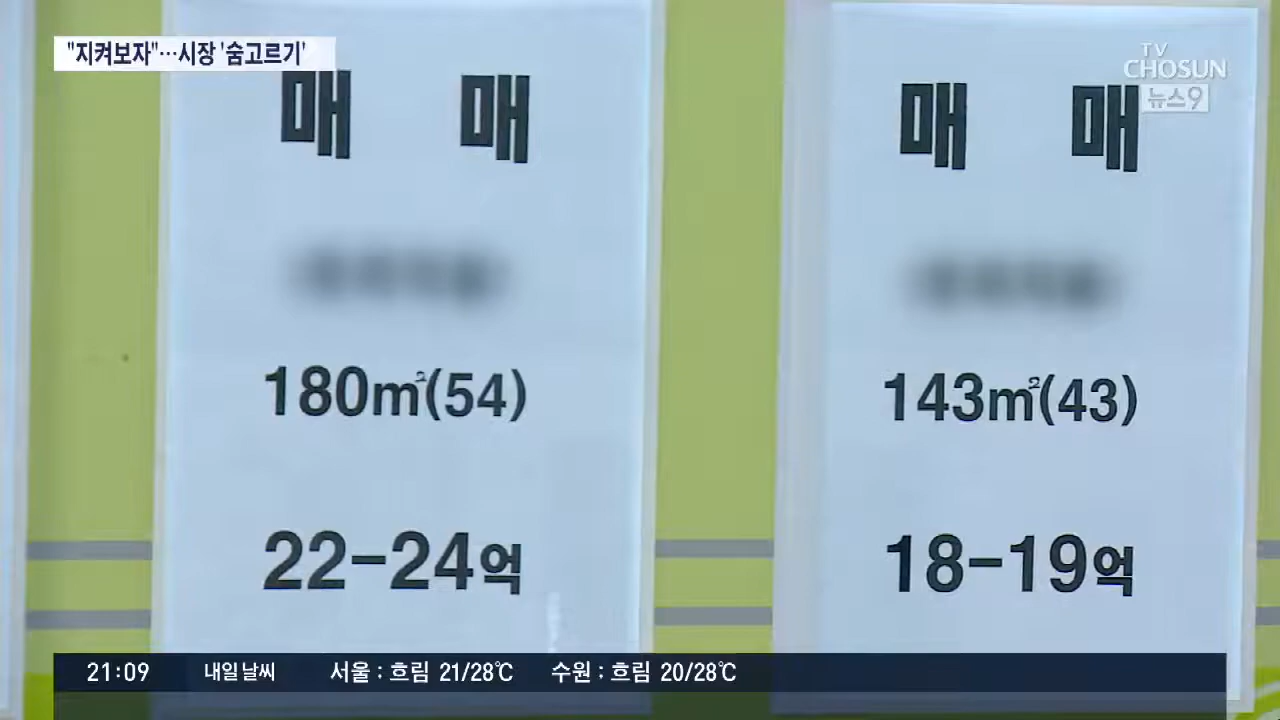 "지켜보자"…시장 '숨고르기'
TV
CHOSUN
뉴스9
매 매
180㎡(54)
22-24억
매 매
143㎡(43)
18-19억
21:09 내일 날씨 서울 : 흐림 21/28℃ 수원 : 흐림 20/28℃